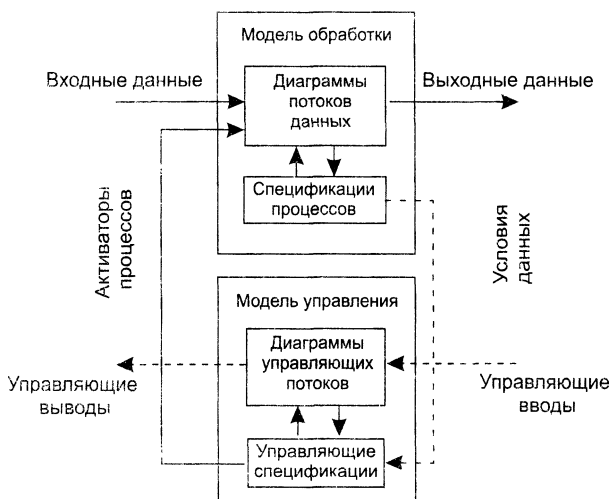 Модель обработки
Входные данные
Диаграммы
потоков
данных
Выходные данные
Спецификации
процессов
Активаторы
процессов
Условия
данных
Модель управления
Диаграммы
управляющих
потоков
Управляющие
выводы
Управляющие
вводы
Управляющие
спецификации